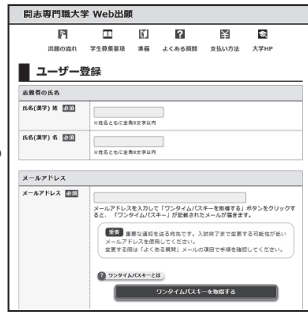 開志専門職大学 Web出願
出願の流れ 学生募集要項 準備 よくある質問 支払い方法 大学HP
ユーザー登録
志願者の氏名
氏名(漢字) 姓 必須
※姓名ともに全角8文字以内
氏名(漢字) 名 必須
※姓名ともに全角8文字以内
メールアドレス
メールアドレス 必須
メールアドレスを入力して「ワンタイムパスキーを取得する」ボタンをクリックす
ると、「ワンタイムパスキー」が記載されたメールが届きます。
重要 重要な通知を送る宛先です。入試終了まで変更する可能性が低い
メールアドレスを使用してください。
変更する際は「よくある質問」メールの項目で手順を確認してください。
? ワンタイムパスキーとは
ワンタイムパスキーを取得する